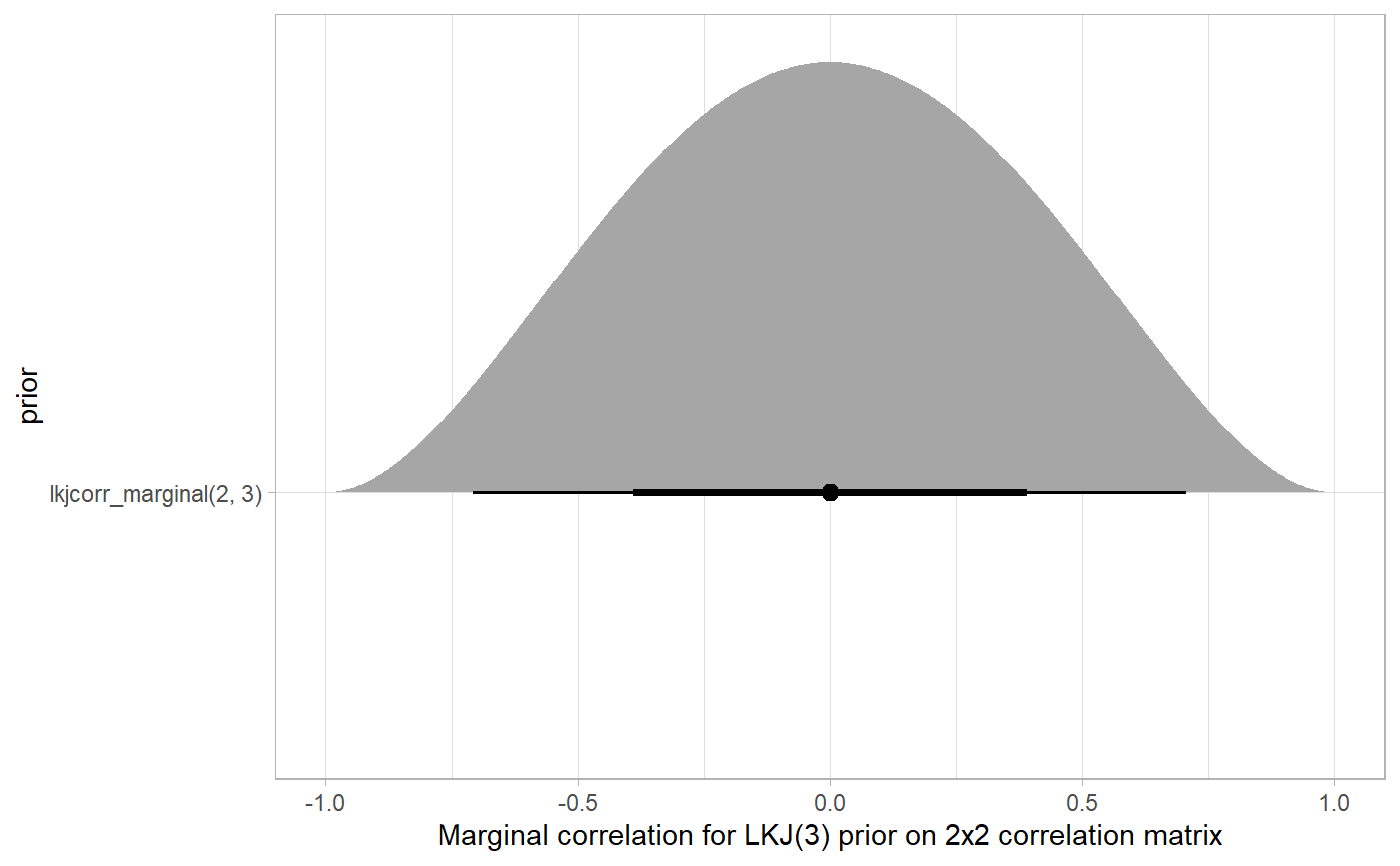 prior
lkjcorr_marginal(2, 3)
-1.0 -0.5 0.0 0.5 1.0
Marginal correlation for LKJ(3) prior on 2x2 correlation matrix